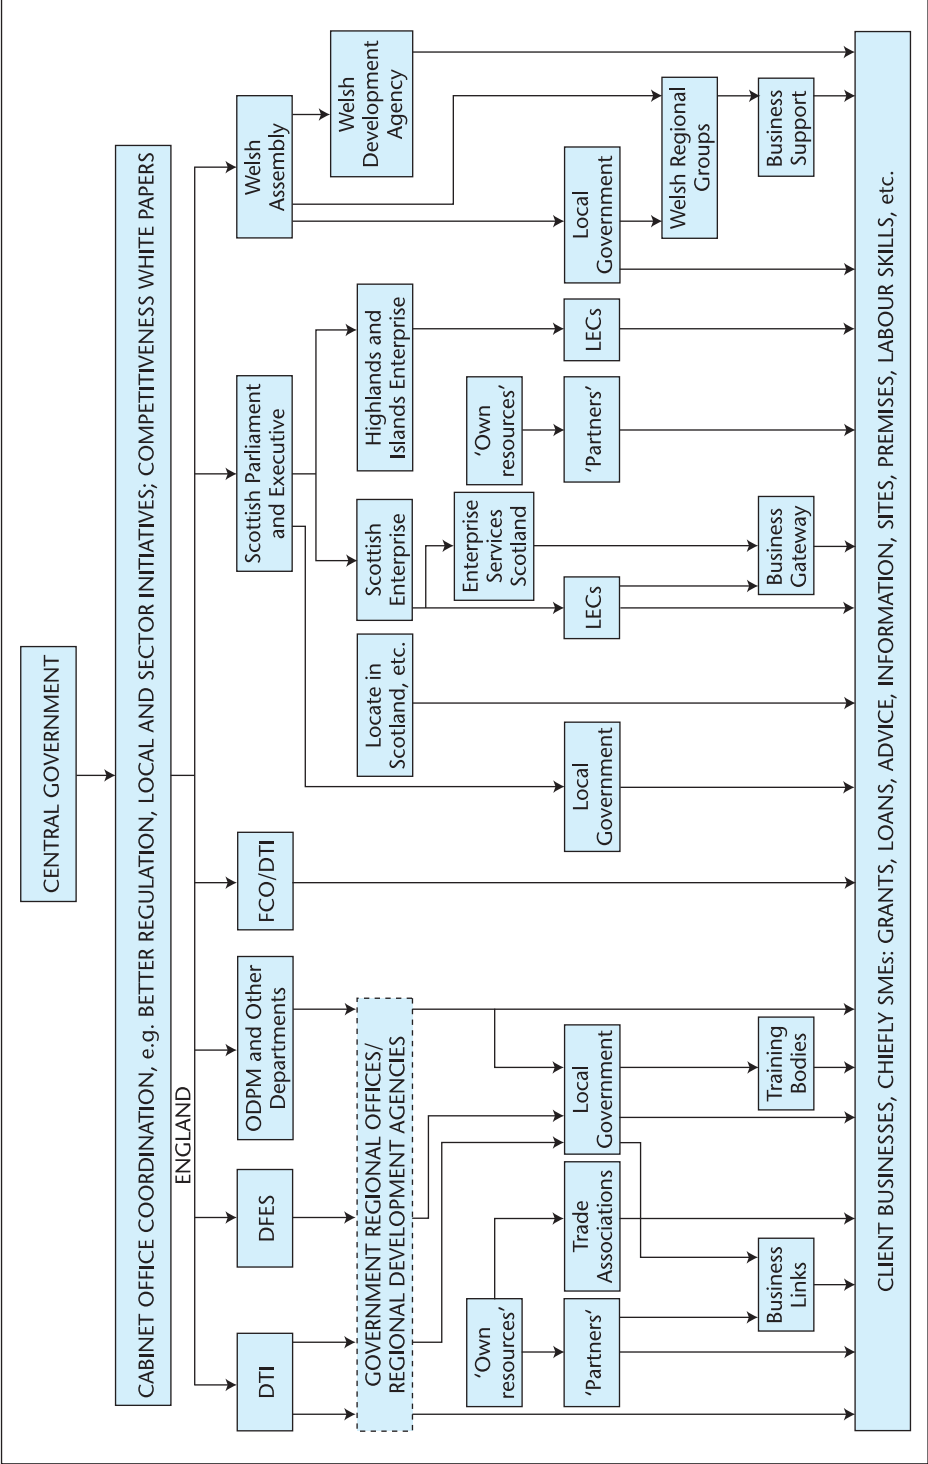 CENTRAL GOVERNMENT
CABINET OFFICE COORDINATION, e.g. BETTER REGULATION, LOCAL AND SECTOR INITIATIVES; COMPETITIVENESS WHITE PAPERS
ENGLAND
DTI
DFES
ODPM and Other
Departments
FCO/DTI
Scottish Parliament
and Executive
Welsh
Assembly
GOVERNMENT REGIONAL OFFICES/
REGIONAL DEVELOPMENT AGENCIES
Locate in
Scotland, etc.
Scottish
Enterprise
Highlands and
Islands Enterprise
Welsh
Development
Agency
'Own
resources'
Enterprise
Services
Scotland
'Own
resources'
'Partners'
Trade
Associations
Local
Government
Local
Government
LECs
'Partners'
LECs
Local
Government
Welsh Regional
Groups
Business
Links
Training
Bodies
Business
Gateway
Business
Support
CLIENT BUSINESSES, CHIEFLY SMEs: GRANTS, LOANS, ADVICE, INFORMATION, SITES, PREMISES, LABOUR SKILLS, etc.